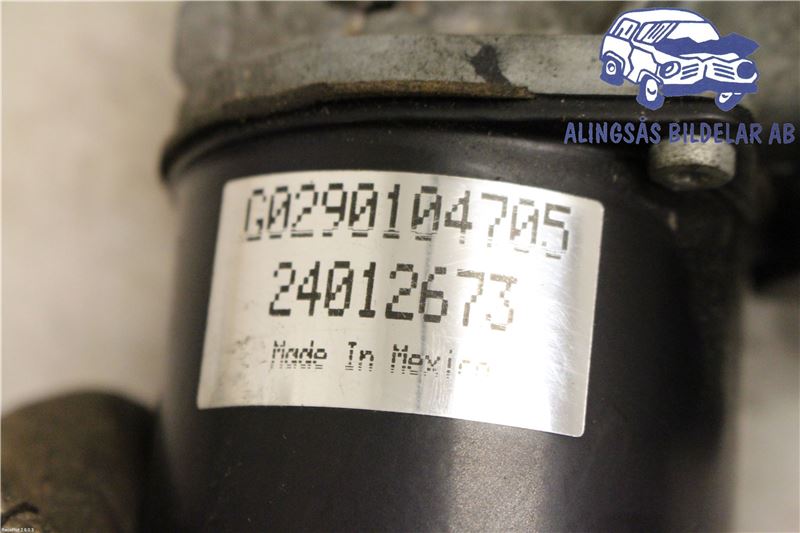 ALINGSÅS BILDELAR AB
G0290104705
24012673
Made In Mexico